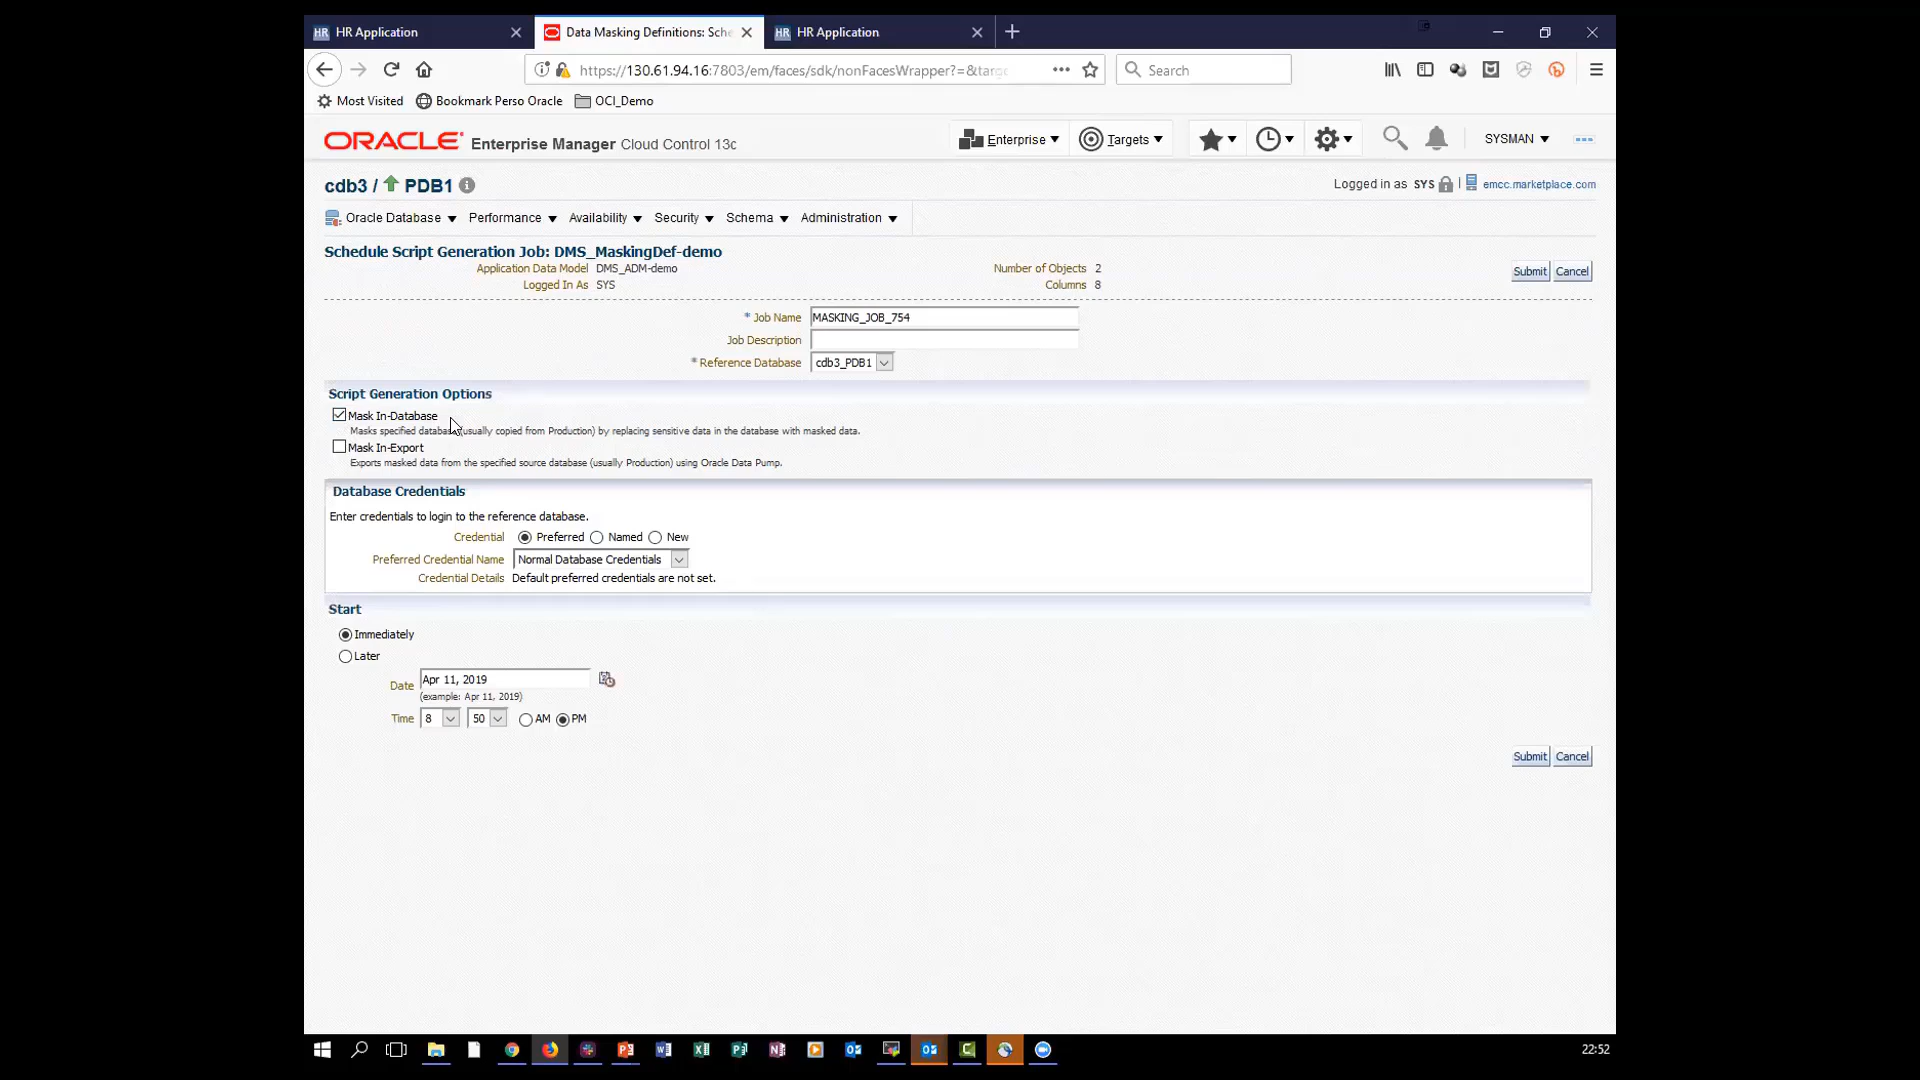 HR HR Application
Data Masking Definitions: Sche
HR HR Application
https://130.61.94.16:7803/em/faces/sdk/nonFacesWrapper?=&targ
Search
Most Visited
Bookmark Perso Oracle
OCI_Demo
ORACLE Enterprise Manager Cloud Control 13c
Enterprise
Targets
SYSMAN
cdb3 / PDB1
Logged in as SYS
emcc.marketplace.com
Oracle Database
Performance
Availability
Security
Schema
Administration
Schedule Script Generation Job: DMS_MaskingDef-demo
Application Data Model DMS_ADM-demo
Number of Objects 2
Submit
Cancel
Logged In As SYS
Columns 8
* Job Name MASKING_JOB_754
Job Description
* Reference Database cdb3_PDB1
Script Generation Options
Mask In-Database
Masks specified database (usually copied from Production) by replacing sensitive data in the database with masked data.
Mask In-Export
Exports masked data from the specified source database (usually Production) using Oracle Data Pump.
Database Credentials
Enter credentials to login to the reference database.
Credential Preferred Named New
Preferred Credential Name Normal Database Credentials
Credential Details Default preferred credentials are not set.
Start
Immediately
Later
Date Apr 11, 2019
(example: Apr 11, 2019)
Time 8 50 AM PM
Submit
Cancel
22:52